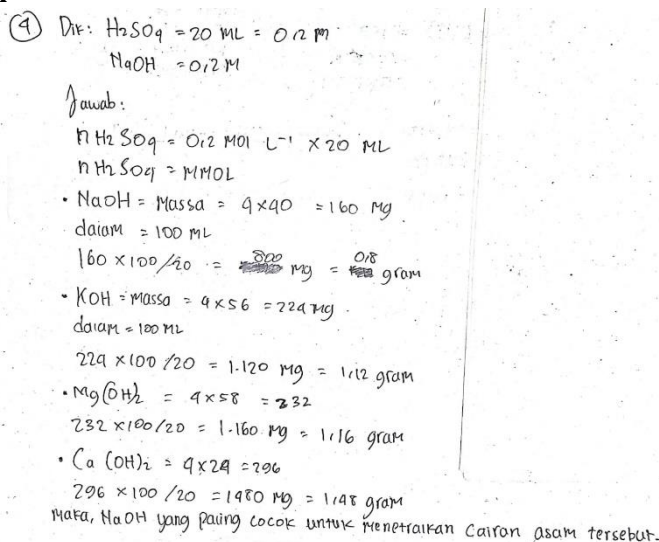 ④ Dik: H2SO4 = 20 ML = 0,2 M
NaOH = 0,2 M
Jawab:
n H2SO4 = 0,2 MOl L-¹ × 20 ML
n H2SO4 = MMOL
• NaOH = Massa = 4×40 = 160 Mg
dalam = 100 ML
160 ×100/20 = 800 mg = 0,8 gram
• KOH = Massa = 4×56 = 224 mg
dalam = 100 ML
224 ×100/20 = 1.120 Mg = 1,12 gram
• Mg(OH)2 = 4×58 = 232
232 ×100/20 = 1.160 Mg = 1,16 gram
• Ca(OH)2 = 4×24 = 296
296 ×100/20 = 1480 Mg = 1,48 gram
Maka, NaOH yang paling cocok untuk Menetralkan Cairan asam tersebut.